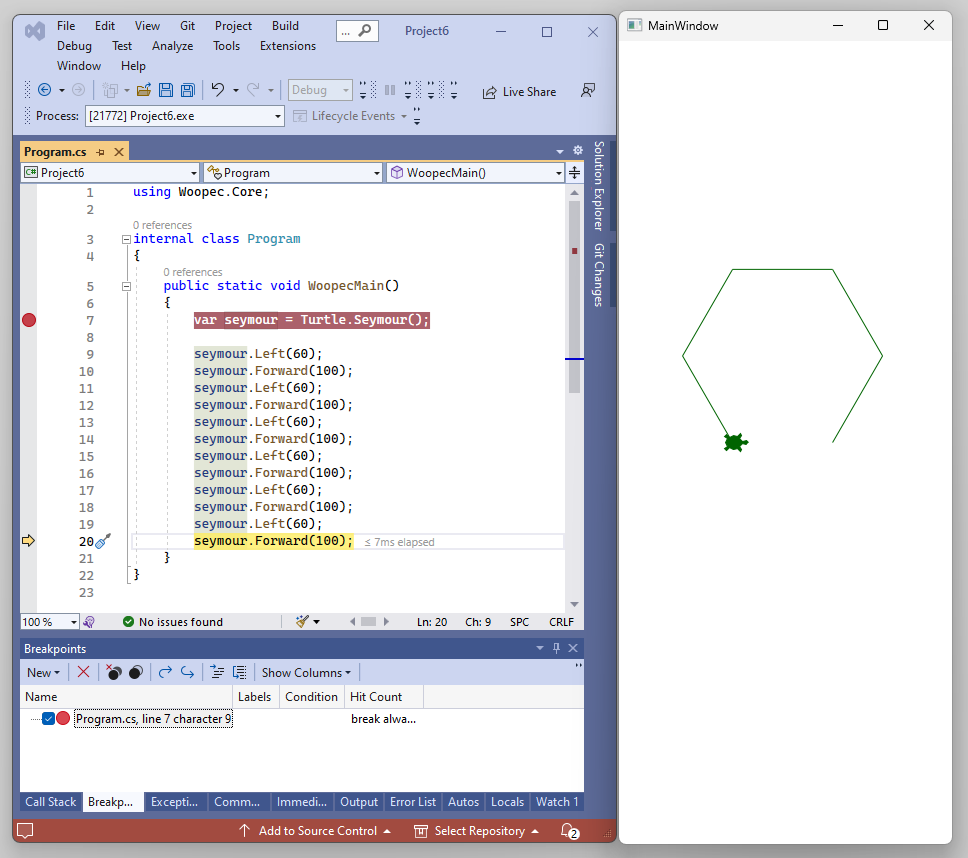 File Edit View Git Project Build
Debug Test Analyze Tools Extensions
Window Help
...
Project6
Debug
Live Share
Process: [21772] Project6.exe
Lifecycle Events
Program.cs
Project6
Program
WoopecMain()
1 using Woopec.Core;
2
0 references
3 internal class Program
4 {
0 references
5 public static void WoopecMain()
6 {
7 var seymour = Turtle.Seymour();
8
9 seymour.Left(60);
10 seymour.Forward(100);
11 seymour.Left(60);
12 seymour.Forward(100);
13 seymour.Left(60);
14 seymour.Forward(100);
15 seymour.Left(60);
16 seymour.Forward(100);
17 seymour.Left(60);
18 seymour.Forward(100);
19 seymour.Left(60);
20 seymour.Forward(100); ≤ 7ms elapsed
21 }
22 }
23
100 % No issues found Ln: 20 Ch: 9 SPC CRLF
Solution Explorer
Git Changes
Breakpoints
New Show Columns
Name Labels Condition Hit Count
Program.cs, line 7 character 9 break alwa...
Call Stack Breakp... Excepti... Comm... Immedi... Output Error List Autos Locals Watch 1
Add to Source Control Select Repository 2
MainWindow